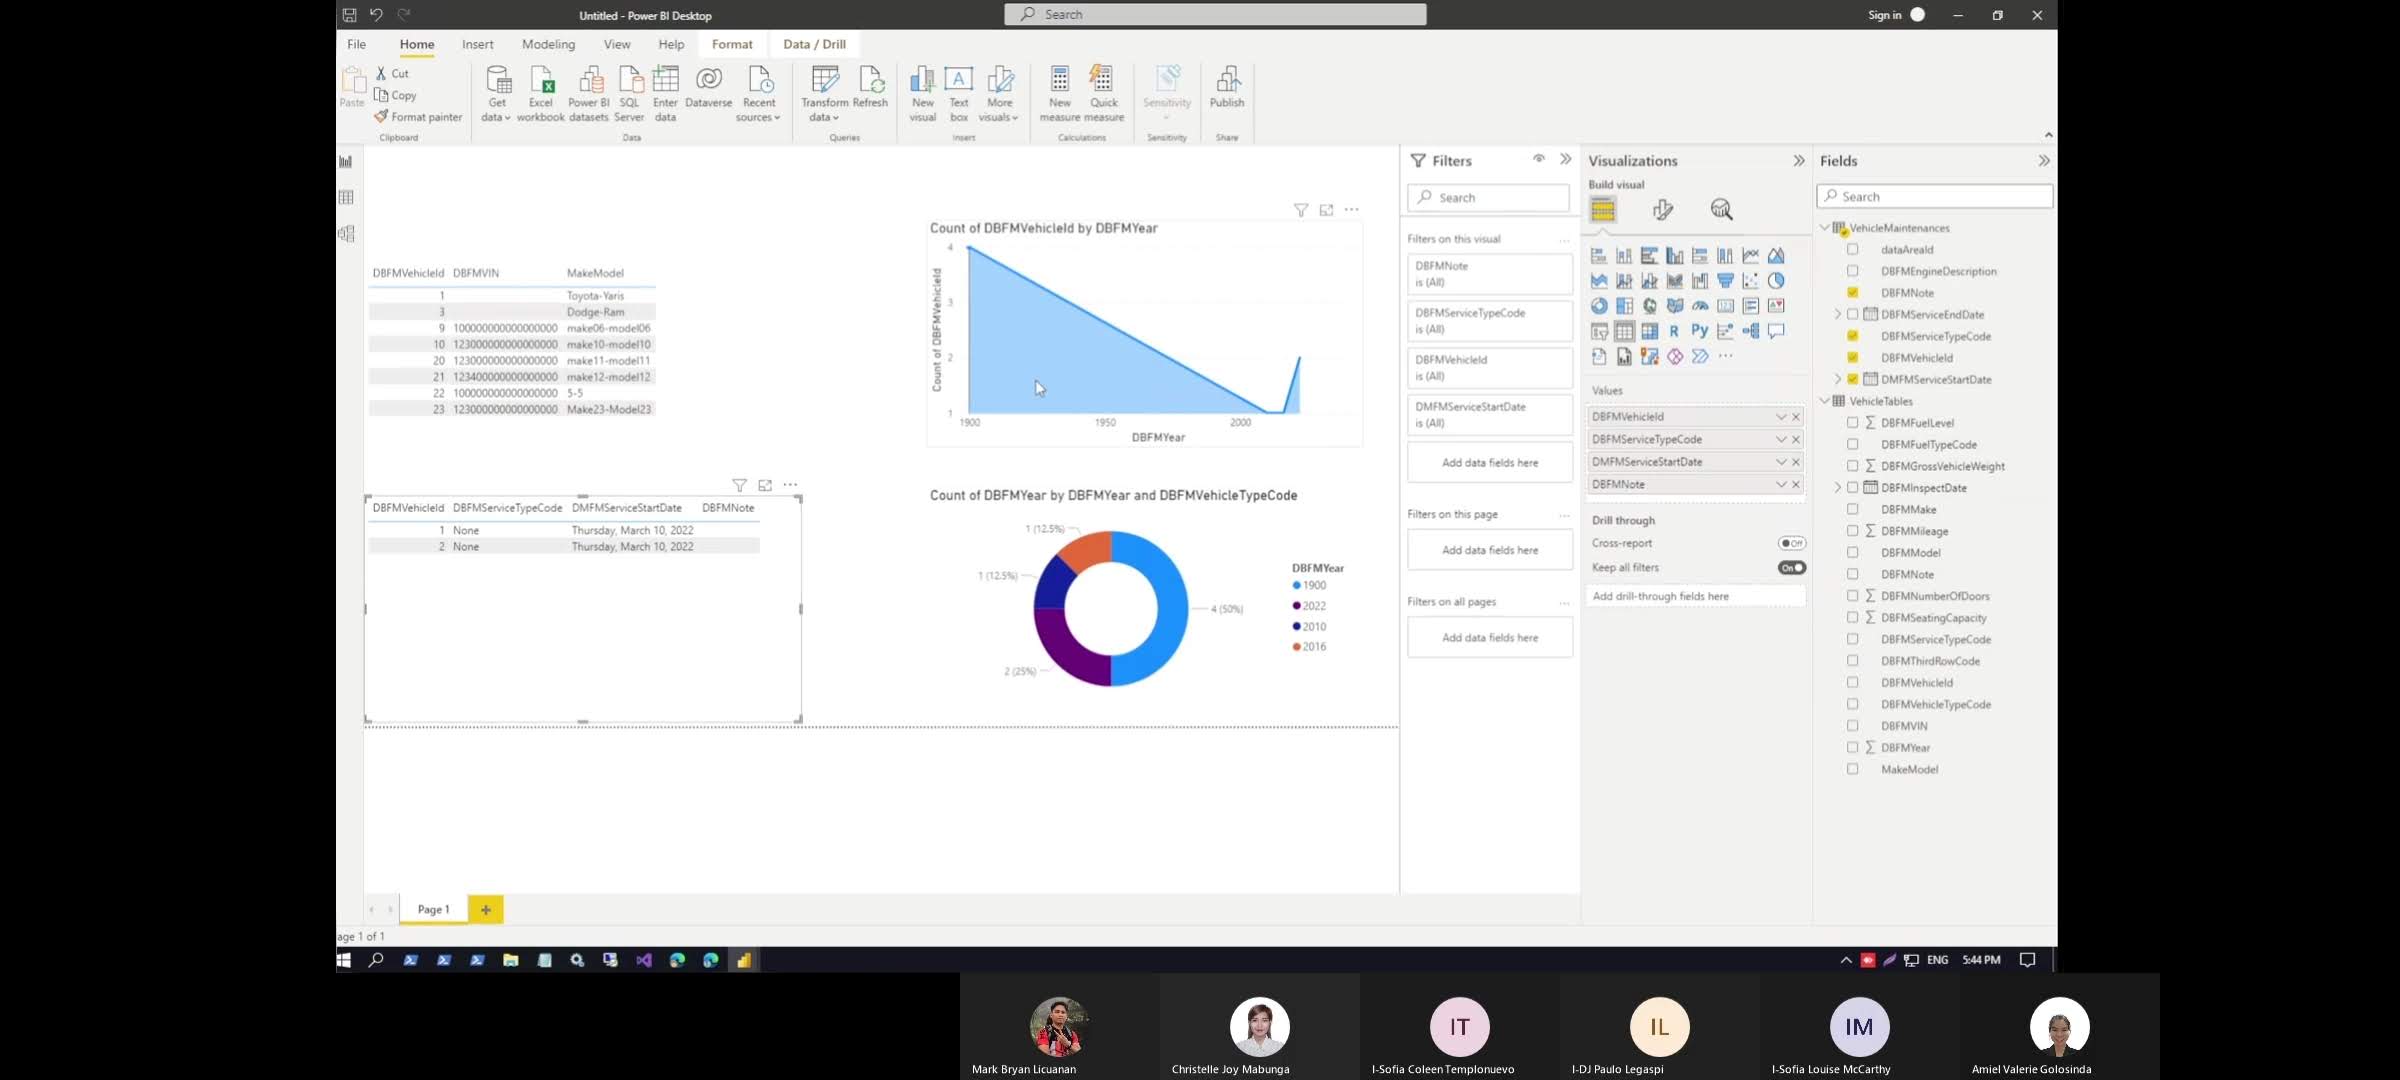 Untitled - Power BI Desktop
Search
Sign in
File Home Insert Modeling View Help Format Data / Drill
Paste
Cut
Copy
Format painter
Clipboard
Get data
Excel workbook
Power BI datasets
SQL Server
Enter data
Dataverse
Recent sources
Data
Transform data
Refresh
Queries
New visual
Text box
More visuals
Insert
New measure
Quick measure
Calculations
Sensitivity
Sensitivity
Publish
Share
DBFMVehicleId DBFMVIN MakeModel
1 Toyota-Yaris
3 Dodge-Ram
9 100000000000000000 make06-model06
10 123000000000000000 make10-model10
20 123000000000000000 make11-model11
21 123400000000000000 make12-model12
22 100000000000000000 5-5
23 123000000000000000 Make23-Model23
Count of DBFMVehicleId by DBFMYear
Count of DBFMVehicleId
4
3
2
1
1900 1950 2000
DBFMYear
DBFMVehicleId DBFMServiceTypeCode DMFMServiceStartDate DBFMNote
1 None Thursday, March 10, 2022
2 None Thursday, March 10, 2022
Count of DBFMYear by DBFMYear and DBFMVehicleTypeCode
1 (12.5%)
1 (12.5%)
4 (50%)
2 (25%)
DBFMYear
1900
2022
2010
2016
Filters
Search
Filters on this visual
DBFMNote
is (All)
DBFMServiceTypeCode
is (All)
DBFMVehicleId
is (All)
DMFMServiceStartDate
is (All)
Add data fields here
Filters on this page
Add data fields here
Filters on all pages
Add data fields here
Visualizations
Build visual
R Py
Values
DBFMVehicleId
DBFMServiceTypeCode
DMFMServiceStartDate
DBFMNote
Drill through
Cross-report Off
Keep all filters On
Add drill-through fields here
Fields
Search
VehicleMaintenances
dataAreaId
DBFMEngineDescription
DBFMNote
DBFMServiceEndDate
DBFMServiceTypeCode
DBFMVehicleId
DMFMServiceStartDate
VehicleTables
DBFMFuelLevel
DBFMFuelTypeCode
DBFMGrossVehicleWeight
DBFMInspectDate
DBFMMake
DBFMMileage
DBFMModel
DBFMNote
DBFMNumberOfDoors
DBFMSeatingCapacity
DBFMServiceTypeCode
DBFMThirdRowCode
DBFMVehicleId
DBFMVehicleTypeCode
DBFMVIN
DBFMYear
MakeModel
Page 1
age 1 of 1
ENG 5:44 PM
IT IL IM
Mark Bryan Licuanan
Christelle Joy Mabunga
I-Sofia Coleen Templonuevo
I-DJ Paulo Legaspi
I-Sofia Louise McCarthy
Amiel Valerie Golosinda